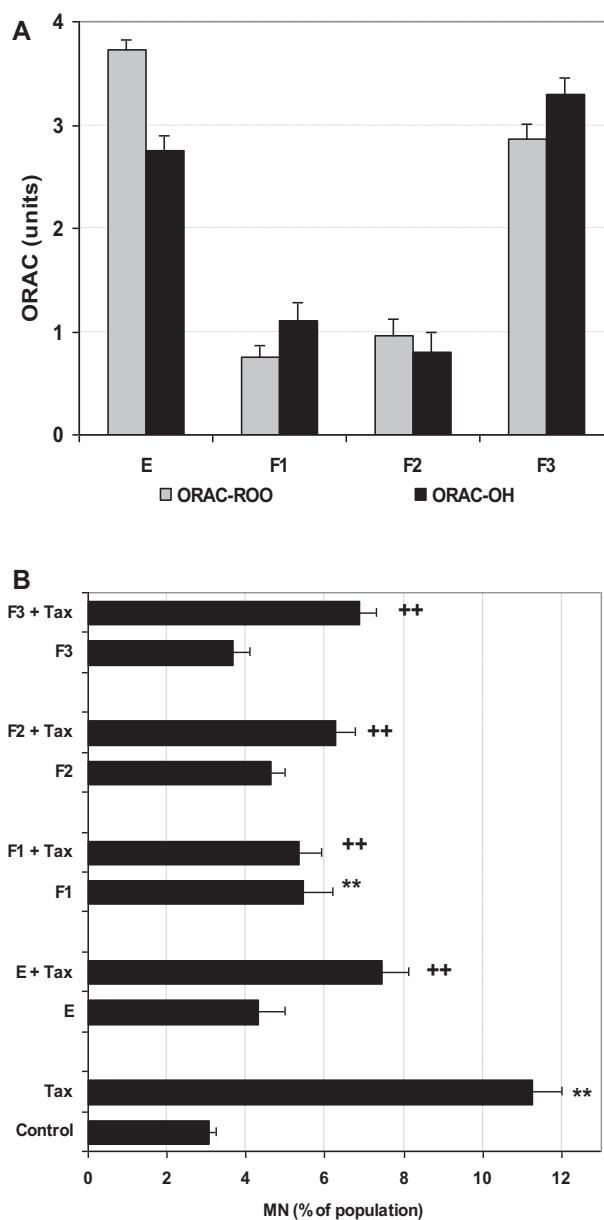 A
ORAC (units)
4
3
2
1
0
E F1 F2 F3
ORAC-ROO ORAC-OH
B
F3 + Tax ++
F3
F2 + Tax ++
F2
F1 + Tax ++
F1 **
E + Tax ++
E
Tax **
Control
0 2 4 6 8 10 12
MN (% of population)